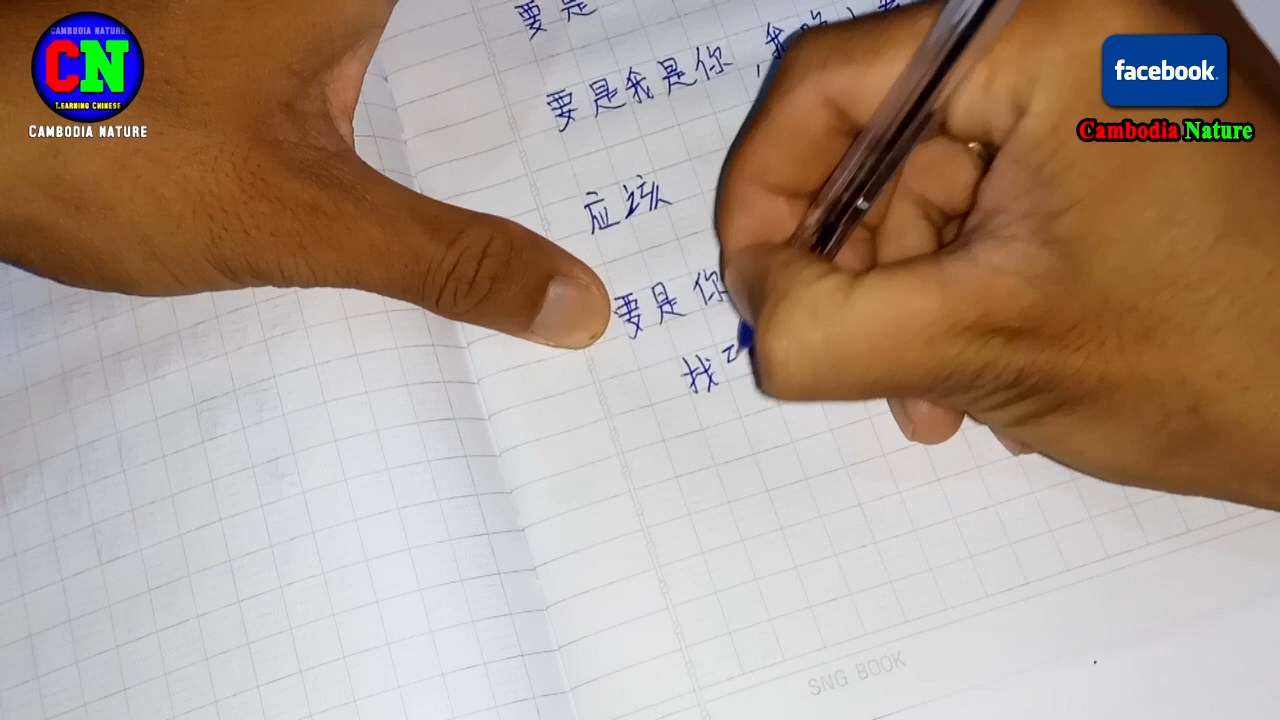 CAMBODIA NATURE
CN
LEARNING CHINESE
CAMBODIA NATURE
facebook
Cambodia Nature
要是
要是我是你，我
应该
要是你
找
SNG BOOK